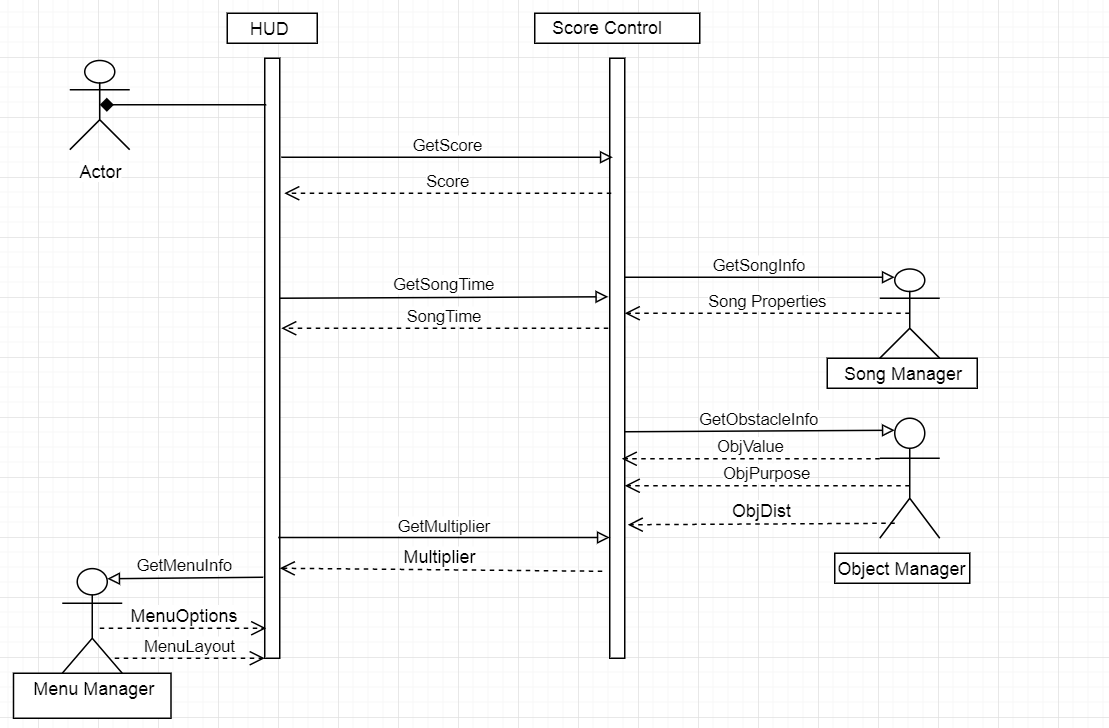 HUD
Score Control
Actor
GetScore
Score
GetSongInfo
GetSongTime
Song Properties
SongTime
Song Manager
GetObstacleInfo
ObjValue
ObjPurpose
ObjDist
GetMultiplier
Multiplier
GetMenuInfo
Object Manager
MenuOptions
MenuLayout
Menu Manager